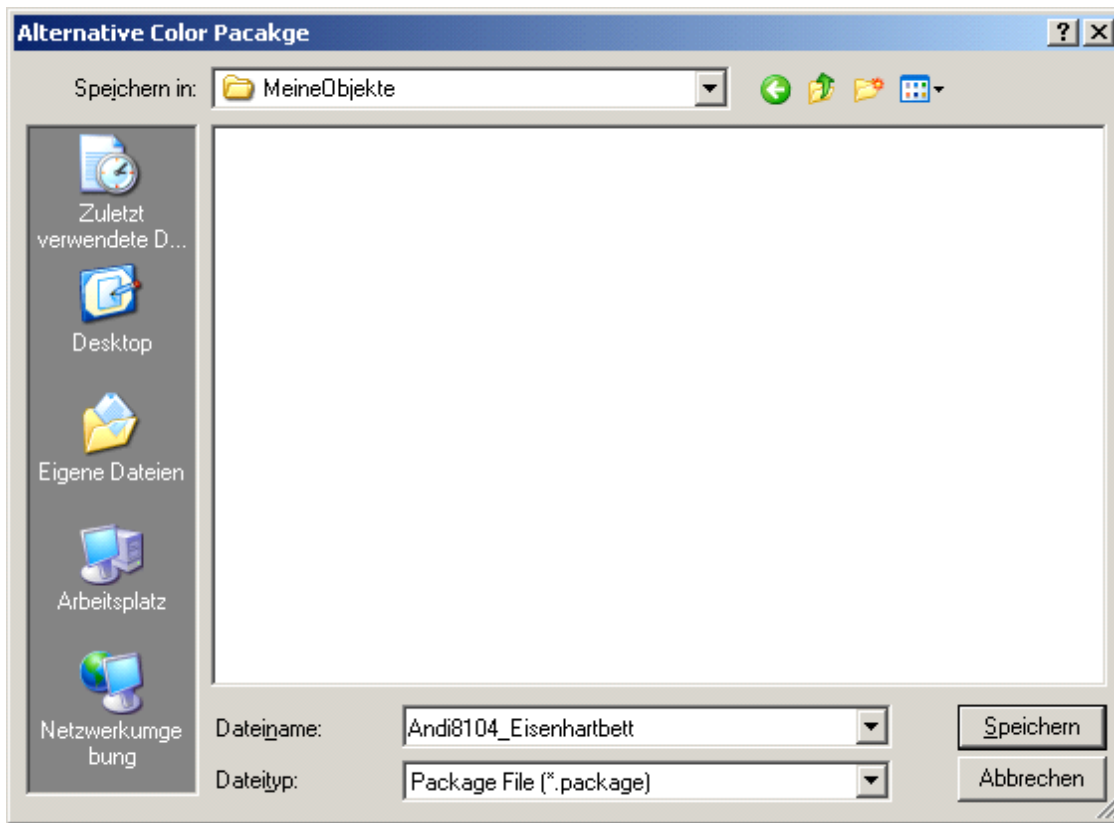 Alternative Color Pacakge
Speichern in:
MeineObjekte
Zuletzt
verwendete D...
Desktop
Eigene Dateien
Arbeitsplatz
Netzwerkumge
bung
Dateiname:
Andi8104_Eisenhartbett
Speichern
Dateityp:
Package File (*.package)
Abbrechen